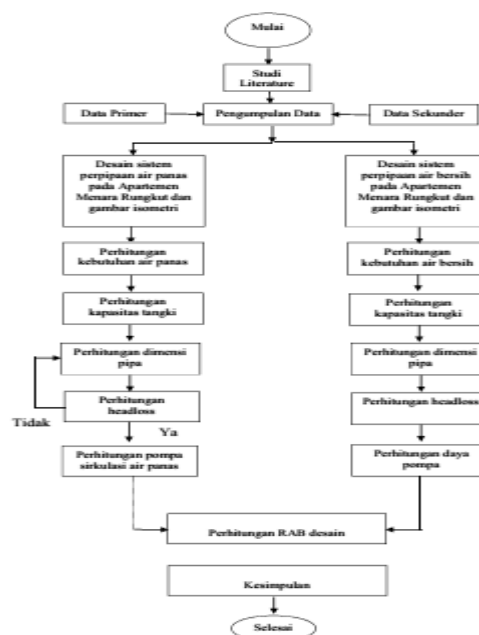 Mulai
Studi
Literature
Data Primer
Pengumpulan Data
Data Sekunder
Desain sistem
perpipaan air panas
pada Apartemen
Menara Rungkut dan
gambar isometri
Desain sistem
perpipaan air bersih
pada Apartemen
Menara Rungkut dan
gambar isometri
Perhitungan
kebutuhan air panas
Perhitungan
kebutuhan air bersih
Perhitungan
kapasitas tangki
Perhitungan
kapasitas tangki
Perhitungan dimensi
pipa
Perhitungan dimensi
pipa
Perhitungan
headloss
Perhitungan headloss
Tidak
Ya
Perhitungan pompa
sirkulasi air panas
Perhitungan daya
pompa
Perhitungan RAB desain
Kesimpulan
Selesai